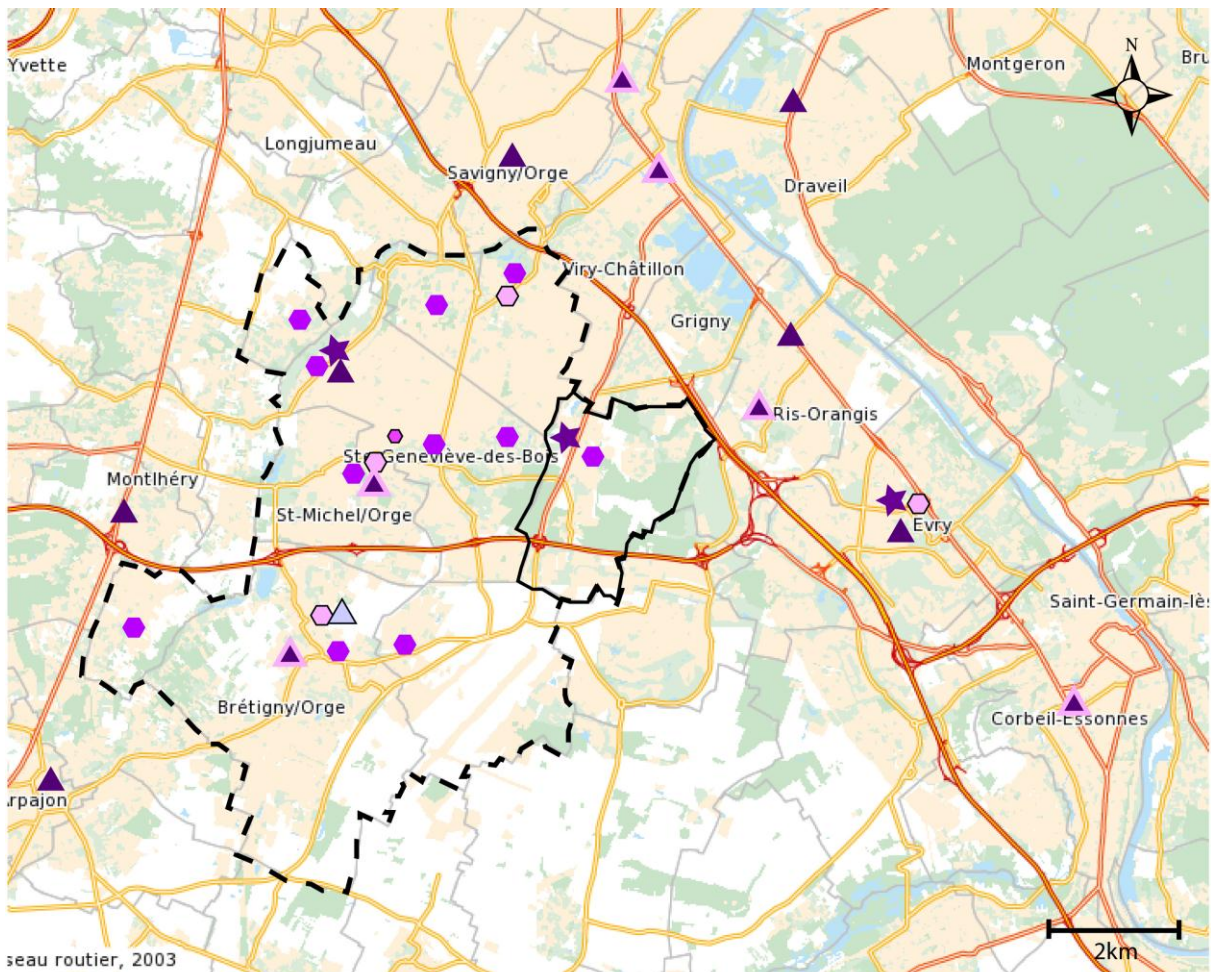 N
Yvette
Montgeron
Bru
Longjumeau
Savigny/Orge
Draveil
Viry-Châtillon
Grigny
Ris-Orangis
Ste-Geneviève-des-Bois
Montlhéry
St-Michel/Orge
Evry
Saint-Germain-lè
Brétigny/Orge
Corbeil-Essonnes
rpajon
2km
seau routier, 2003